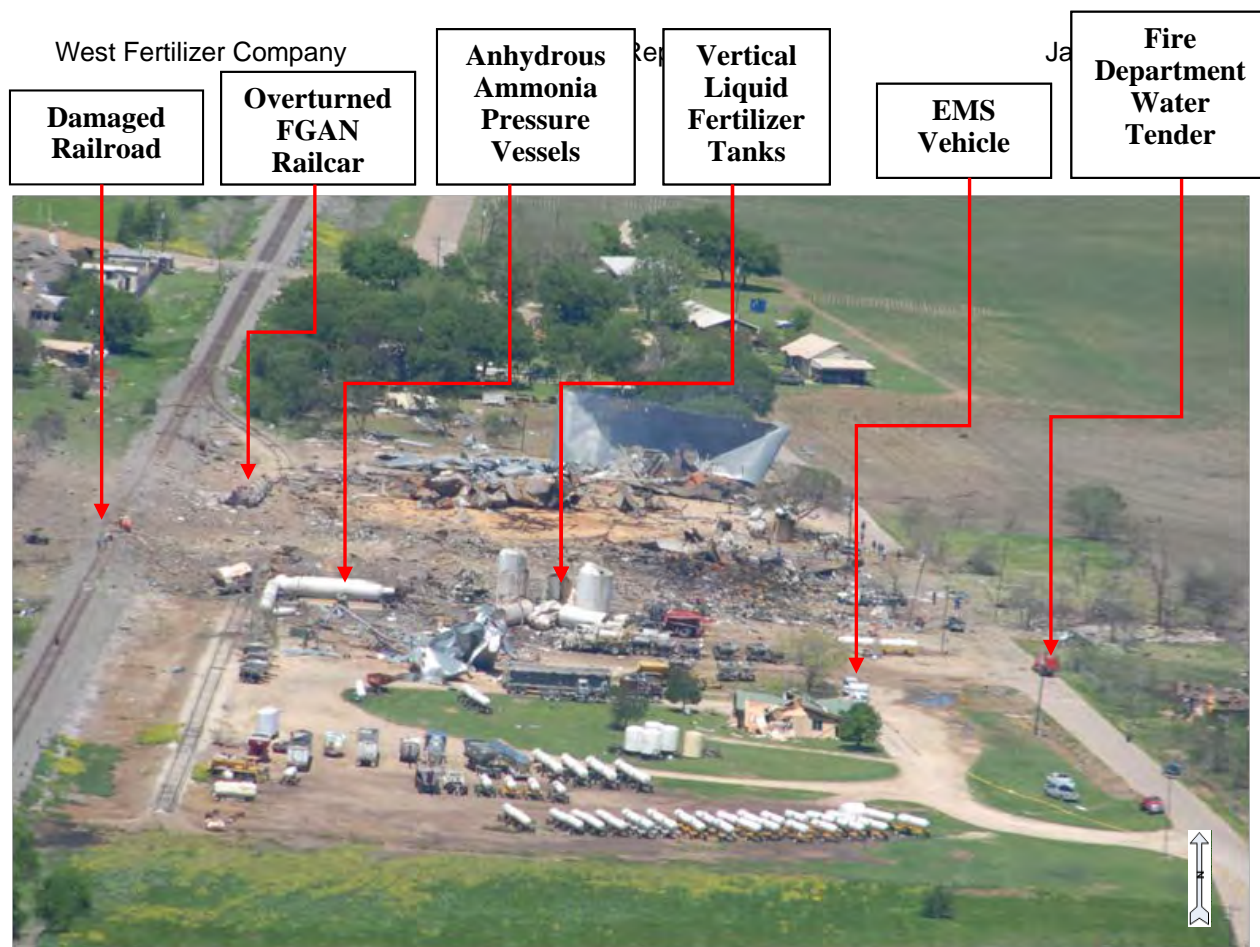 West Fertilizer Company
Damaged
Railroad
Overturned
FGAN
Railcar
Anhydrous
Ammonia
Pressure
Vessels
Vertical
Liquid
Fertilizer
Tanks
EMS
Vehicle
Fire
Department
Water
Tender
N